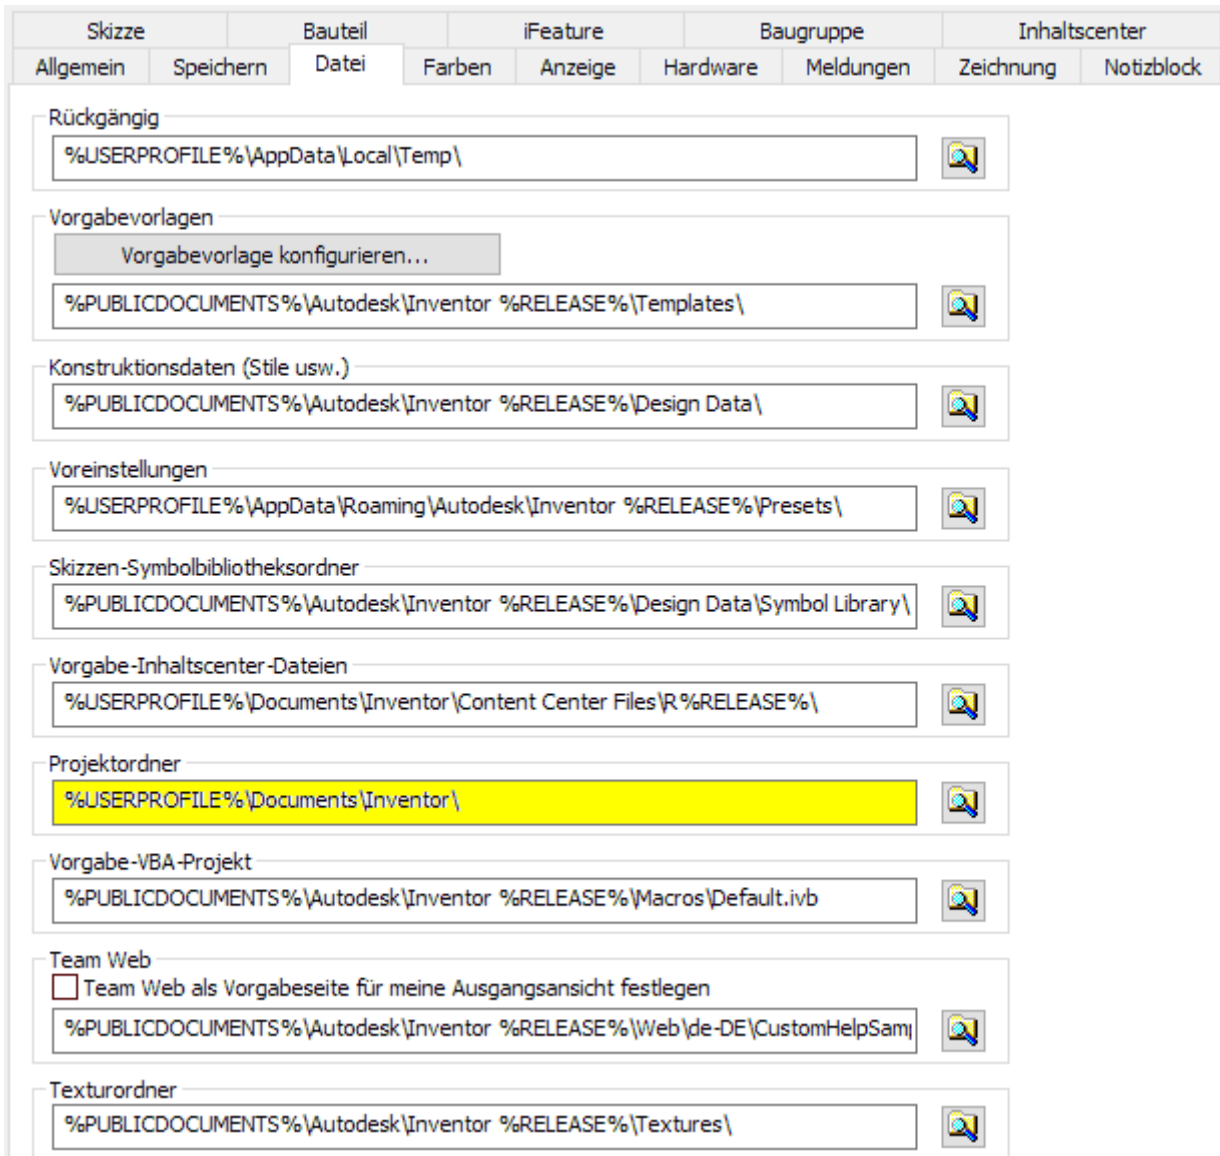 Skizze Bauteil iFeature Baugruppe Inhaltscenter
Allgemein Speichern Datei Farben Anzeige Hardware Meldungen Zeichnung Notizblock
Rückgängig
%USERPROFILE%\AppData\Local\Temp\
Vorgabevorlagen
Vorgabevorlage konfigurieren...
%PUBLICDOCUMENTS%\Autodesk\Inventor %RELEASE%\Templates\
Konstruktionsdaten (Stile usw.)
%PUBLICDOCUMENTS%\Autodesk\Inventor %RELEASE%\Design Data\
Voreinstellungen
%USERPROFILE%\AppData\Roaming\Autodesk\Inventor %RELEASE%\Presets\
Skizzen-Symbolbibliotheksordner
%PUBLICDOCUMENTS%\Autodesk\Inventor %RELEASE%\Design Data\Symbol Library\
Vorgabe-Inhaltscenter-Dateien
%USERPROFILE%\Documents\Inventor\Content Center Files\R%RELEASE%\
Projektordner
%USERPROFILE%\Documents\Inventor\
Vorgabe-VBA-Projekt
%PUBLICDOCUMENTS%\Autodesk\Inventor %RELEASE%\Macros\Default.ivb
Team Web
Team Web als Vorgabeseite für meine Ausgangsansicht festlegen
%PUBLICDOCUMENTS%\Autodesk\Inventor %RELEASE%\Web\de-DE\CustomHelpSamp
Texturordner
%PUBLICDOCUMENTS%\Autodesk\Inventor %RELEASE%\Textures\